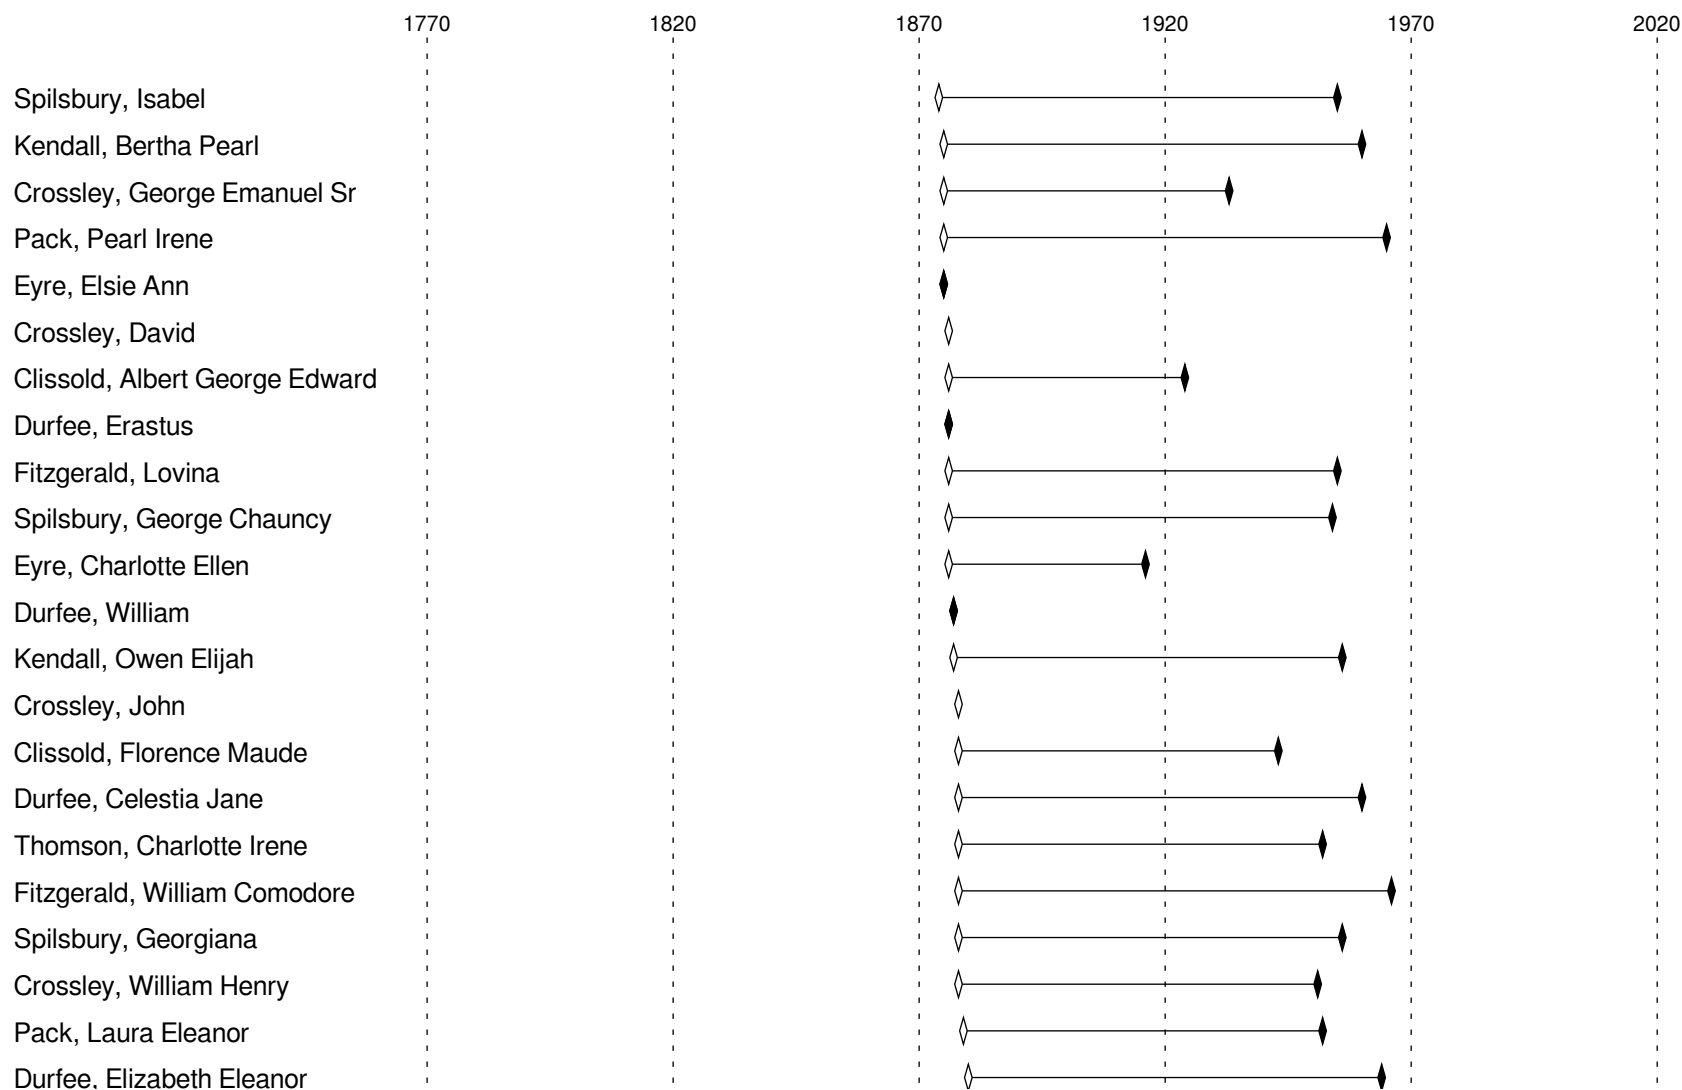 1770 1820 1870 1920 1970 2020
Spilsbury, Isabel
Kendall, Bertha Pearl
Crossley, George Emanuel Sr
Pack, Pearl Irene
Eyre, Elsie Ann
Crossley, David
Clissold, Albert George Edward
Durfee, Erastus
Fitzgerald, Lovina
Spilsbury, George Chauncy
Eyre, Charlotte Ellen
Durfee, William
Kendall, Owen Elijah
Crossley, John
Clissold, Florence Maude
Durfee, Celestia Jane
Thomson, Charlotte Irene
Fitzgerald, William Comodore
Spilsbury, Georgiana
Crossley, William Henry
Pack, Laura Eleanor
Durfee, Elizabeth Eleanor